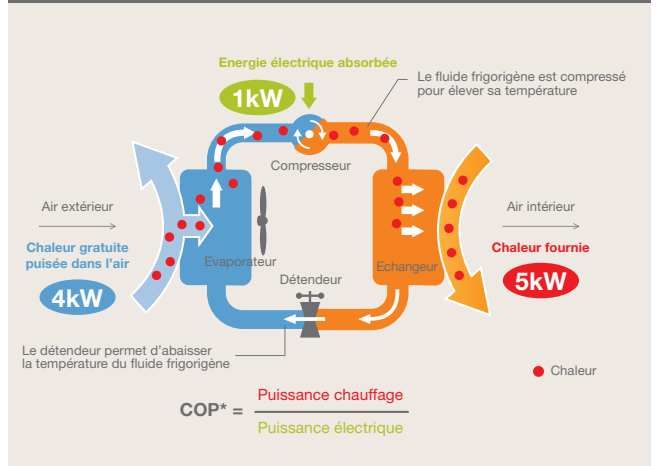 Energie électrique absorbée
1kW
Le fluide frigorigène est compressé
pour élever sa température
Compresseur
Air extérieur
Chaleur gratuite
puisée dans l'air
4kW
Evaporateur
Détendeur
Echangeur
Air intérieur
Chaleur fournie
5kW
Le détendeur permet d'abaisser
la température du fluide frigorigène
Chaleur
COP* =
Puissance chauffage
Puissance électrique